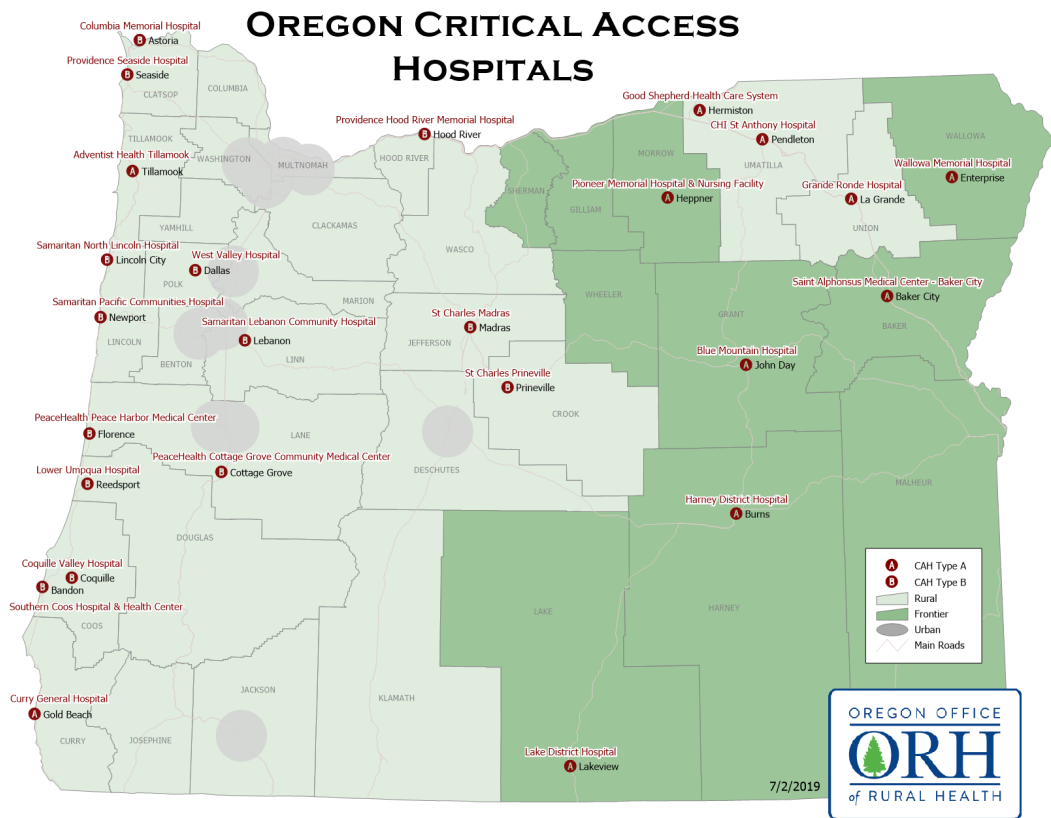 OREGON CRITICAL ACCESS
HOSPITALS
Columbia Memorial Hospital
B Astoria
Providence Seaside Hospital
B Seaside
CLATSOP
COLUMBIA
TILLAMOOK
Adventist Health Tillamook
A Tillamook
WASHINGTON
MULTNOMAH
Providence Hood River Memorial Hospital
B Hood River
HOOD RIVER
SHERMAN
GILLIAM
MORROW
Good Shepherd Health Care System
A Hermiston
CHI St Anthony Hospital
A Pendleton
UMATILLA
WALLOWA
Wallowa Memorial Hospital
A Enterprise
Pioneer Memorial Hospital & Nursing Facility
A Heppner
Grande Ronde Hospital
A La Grande
UNION
YAMHILL
CLACKAMAS
WASCO
Samaritan North Lincoln Hospital
B Lincoln City
West Valley Hospital
B Dallas
POLK
MARION
Samaritan Pacific Communities Hospital
B Newport
LINCOLN
BENTON
Samaritan Lebanon Community Hospital
B Lebanon
LINN
St Charles Madras
B Madras
JEFFERSON
WHEELER
GRANT
Saint Alphonsus Medical Center - Baker City
A Baker City
BAKER
Blue Mountain Hospital
A John Day
St Charles Prineville
B Prineville
CROOK
PeaceHealth Peace Harbor Medical Center
B Florence
LANE
PeaceHealth Cottage Grove Community Medical Center
B Cottage Grove
DESCHUTES
Lower Umpqua Hospital
B Reedsport
MALHEUR
Harney District Hospital
A Burns
DOUGLAS
Coquille Valley Hospital
B Coquille
B Bandon
Southern Coos Hospital & Health Center
COOS
LAKE
HARNEY
A CAH Type A
B CAH Type B
Rural
Frontier
Urban
Main Roads
Curry General Hospital
A Gold Beach
CURRY
JOSEPHINE
JACKSON
KLAMATH
Lake District Hospital
A Lakeview
7/2/2019
OREGON OFFICE
ORH
of RURAL HEALTH